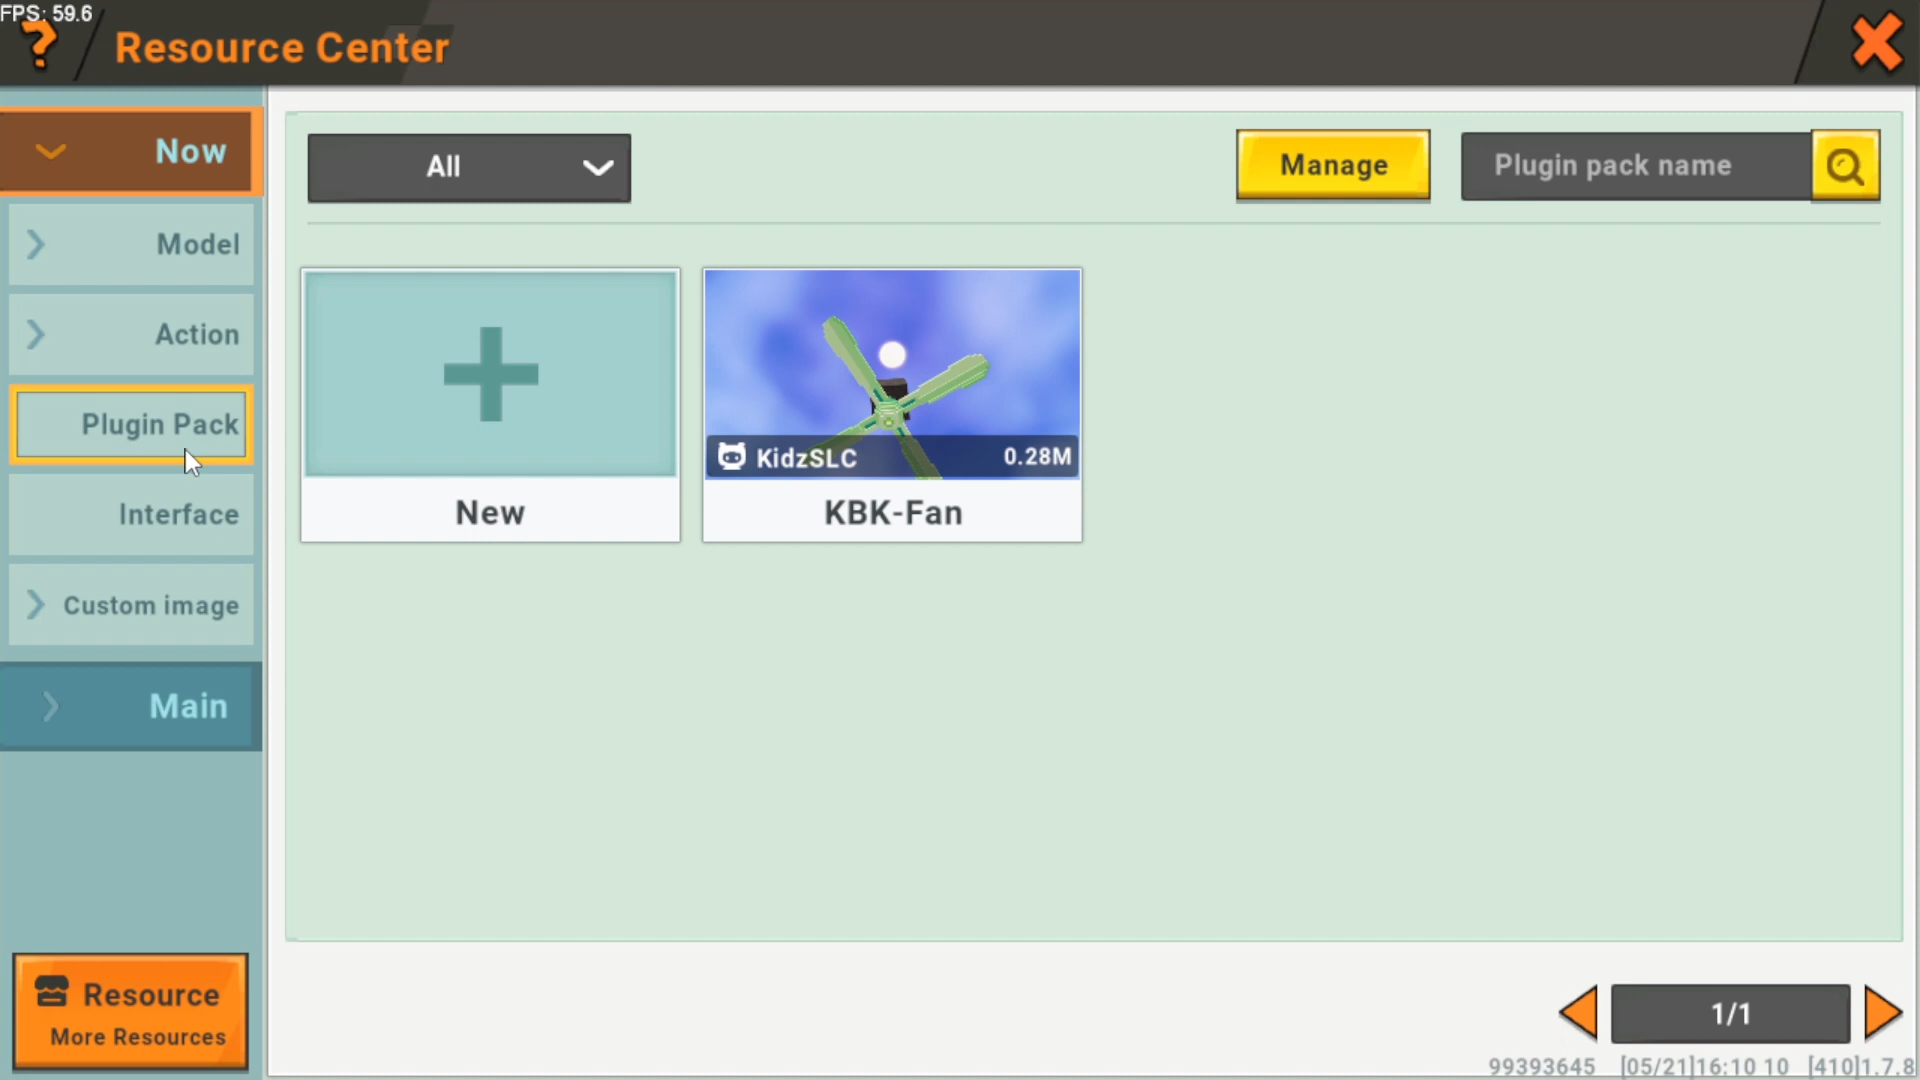 FPS: 59.6
?
Resource Center
Now
Model
Action
Plugin Pack
Interface
Custom image
Main
Resource
More Resources
All
Manage
Plugin pack name
New
KidzSLC
0.28M
KBK-Fan
1/1
99393645 [05/21]16:10 10 [410]1.7.8